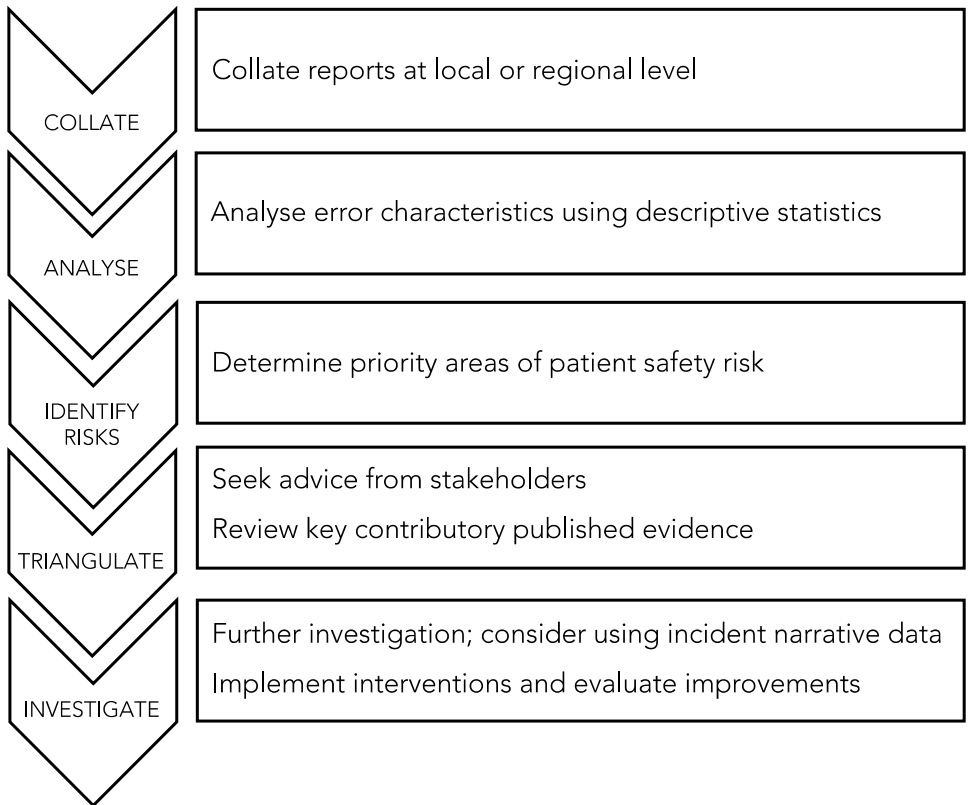 COLLATE
Collate reports at local or regional level
ANALYSE
Analyse error characteristics using descriptive statistics
IDENTIFY
RISKS
Determine priority areas of patient safety risk
TRIANGULATE
Seek advice from stakeholders
Review key contributory published evidence
INVESTIGATE
Further investigation; consider using incident narrative data
Implement interventions and evaluate improvements